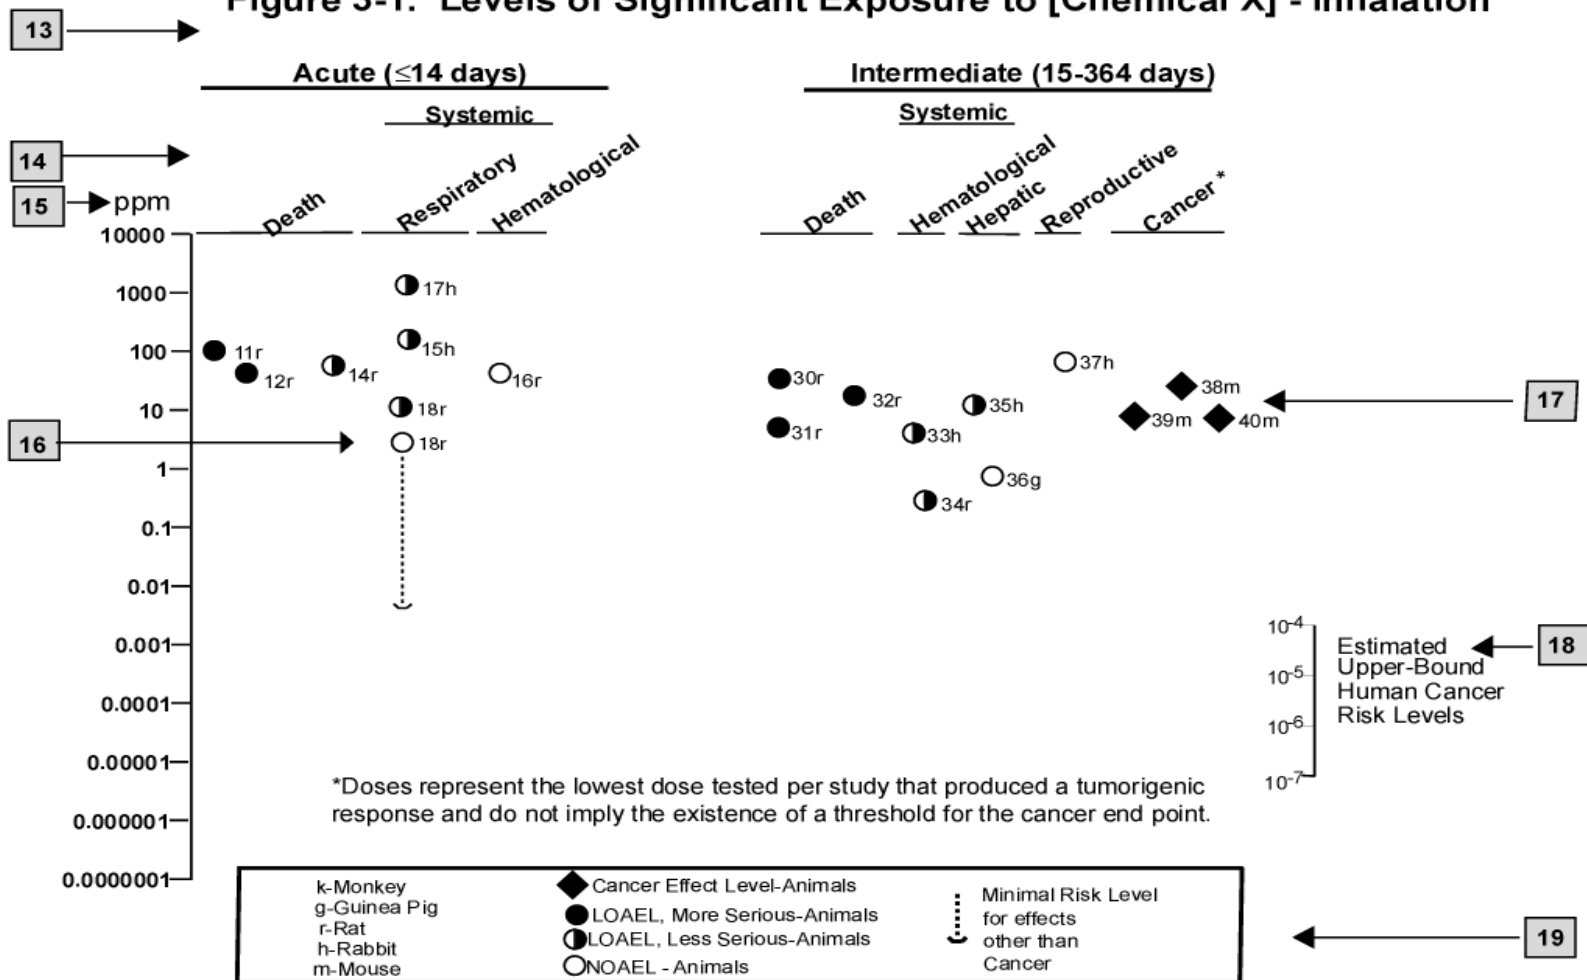 Figure 3-1. Levels of Significant Exposure to [Chemical X] - Inhalation
13
Acute (≤14 days)
Intermediate (15-364 days)
Systemic
Systemic
14
15
ppm
Death
Respiratory
Hematological
Death
Hematological
Hepatic
Reproductive
Cancer*
10000
1000
100
10
1
0.1
0.01
0.001
0.0001
0.00001
0.000001
0.0000001
17h
15h
11r
12r
14r
16r
18r
18r
16
30r
32r
31r
37h
35h
33h
36g
34r
38m
39m
40m
17
10-4
10-5
10-6
10-7
Estimated
Upper-Bound
Human Cancer
Risk Levels
18
*Doses represent the lowest dose tested per study that produced a tumorigenic
response and do not imply the existence of a threshold for the cancer end point.
k-Monkey
g-Guinea Pig
r-Rat
h-Rabbit
m-Mouse
Cancer Effect Level-Animals
LOAEL, More Serious-Animals
LOAEL, Less Serious-Animals
NOAEL - Animals
Minimal Risk Level
for effects
other than
Cancer
19